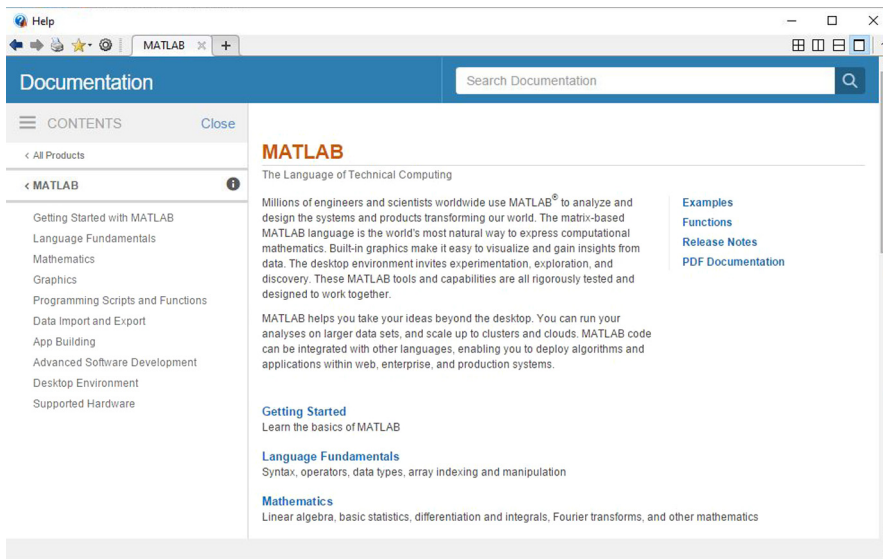 Help
MATLAB
Documentation
Search Documentation
CONTENTS Close
< All Products
< MATLAB
Getting Started with MATLAB
Language Fundamentals
Mathematics
Graphics
Programming Scripts and Functions
Data Import and Export
App Building
Advanced Software Development
Desktop Environment
Supported Hardware
MATLAB
The Language of Technical Computing
Millions of engineers and scientists worldwide use MATLAB® to analyze and
design the systems and products transforming our world. The matrix-based
MATLAB language is the world's most natural way to express computational
mathematics. Built-in graphics make it easy to visualize and gain insights from
data. The desktop environment invites experimentation, exploration, and
discovery. These MATLAB tools and capabilities are all rigorously tested and
designed to work together.
MATLAB helps you take your ideas beyond the desktop. You can run your
analyses on larger data sets, and scale up to clusters and clouds. MATLAB code
can be integrated with other languages, enabling you to deploy algorithms and
applications within web, enterprise, and production systems.
Examples
Functions
Release Notes
PDF Documentation
Getting Started
Learn the basics of MATLAB
Language Fundamentals
Syntax, operators, data types, array indexing and manipulation
Mathematics
Linear algebra, basic statistics, differentiation and integrals, Fourier transforms, and other mathematics